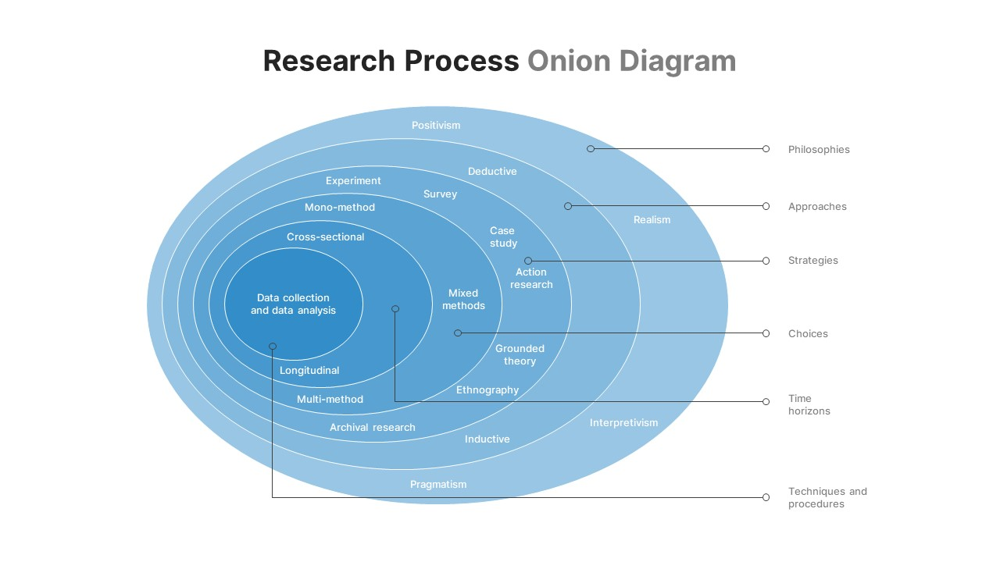 Research Process Onion Diagram
Positivism
Philosophies
Deductive
Experiment
Survey
Mono-method
Approaches
Realism
Case
study
Cross-sectional
Strategies
Action
research
Data collection
and data analysis
Mixed
methods
Choices
Grounded
theory
Longitudinal
Ethnography
Multi-method
Time
horizons
Interpretivism
Archival research
Inductive
Pragmatism
Techniques and
procedures